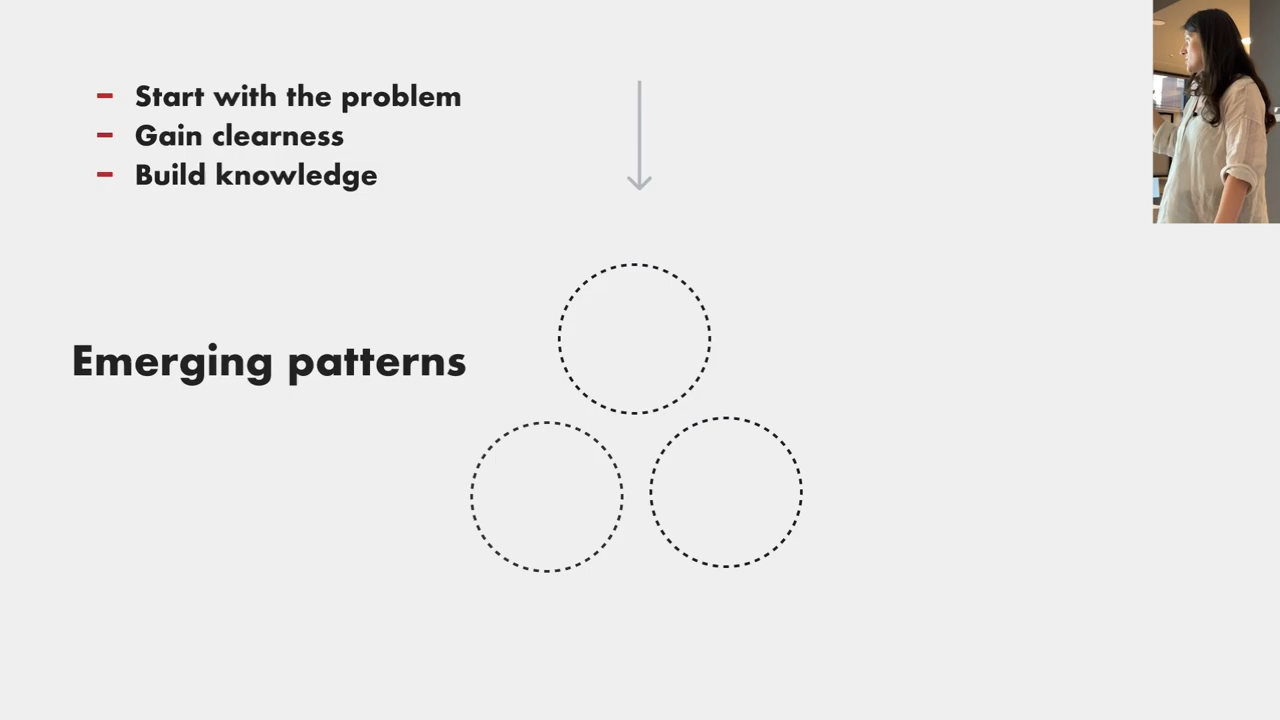 - Start with the problem
- Gain clearness
- Build knowledge
Emerging patterns